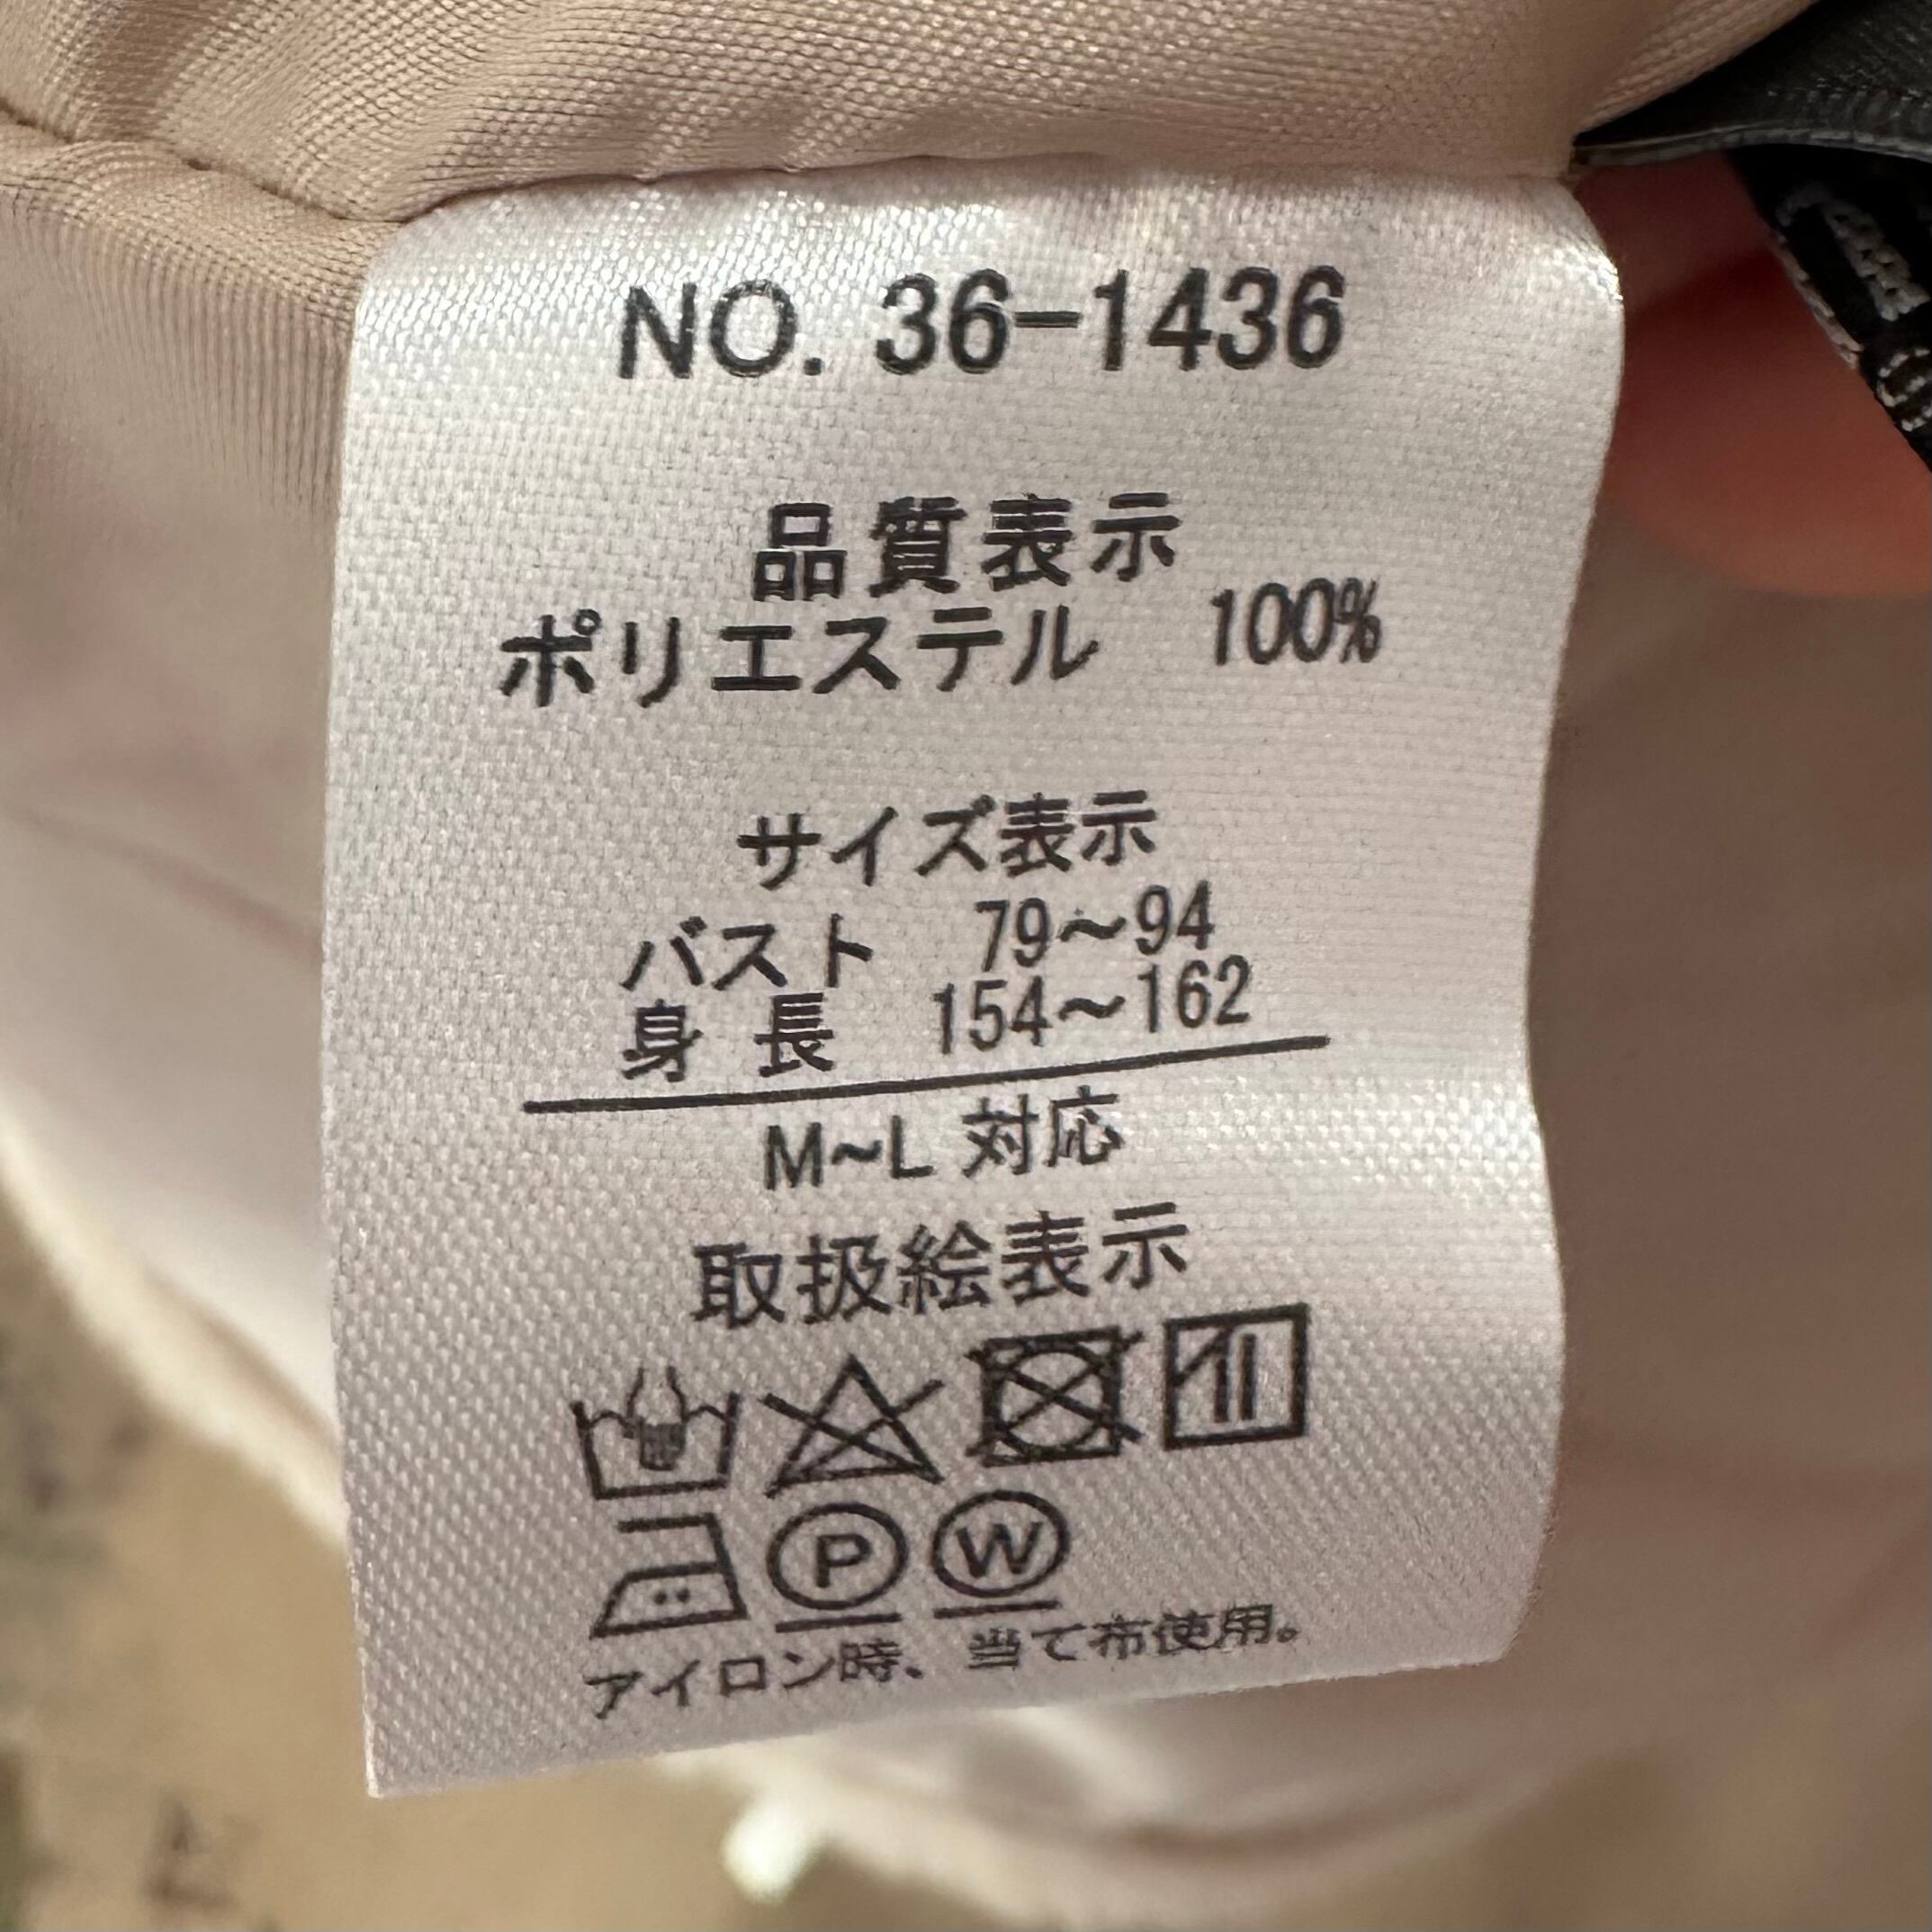 NO. 36-1436
品質表示
ポリエステル 100%
サイズ表示
バスト 79〜94
身 長 154〜162
M~L 対応
取扱絵表示
P W
アイロン時、当て布使用。